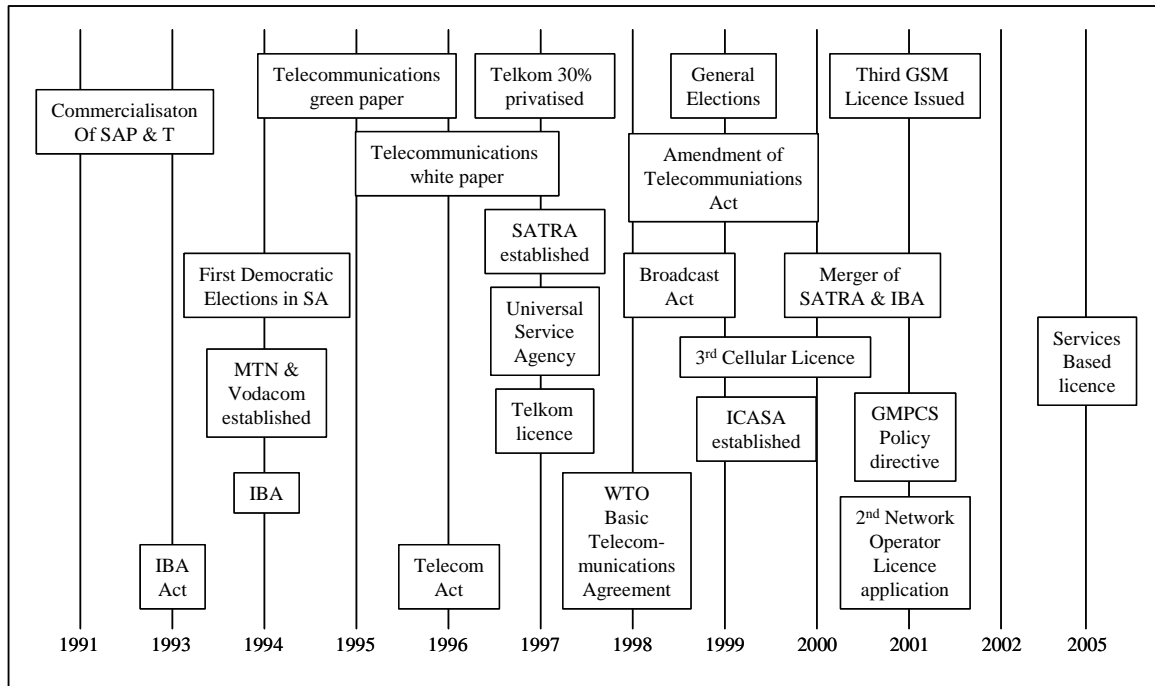 Telecommunications
green paper
Telkom 30%
privatised
General
Elections
Third GSM
Licence Issued
Commercialisaton
Of SAP & T
Telecommunications
white paper
Amendment of
Telecommuniations
Act
SATRA
established
First Democratic
Elections in SA
Broadcast
Act
Merger of
SATRA & IBA
Universal
Service
Agency
Services
Based
licence
3rd Cellular Licence
MTN &
Vodacom
established
Telkom
licence
ICASA
established
GMPCS
Policy
directive
IBA
WTO
Basic
Telecom-
munications
Agreement
2nd Network
Operator
Licence
application
IBA
Act
Telecom
Act
1991 1993 1994 1995 1996 1997 1998 1999 2000 2001 2002 2005